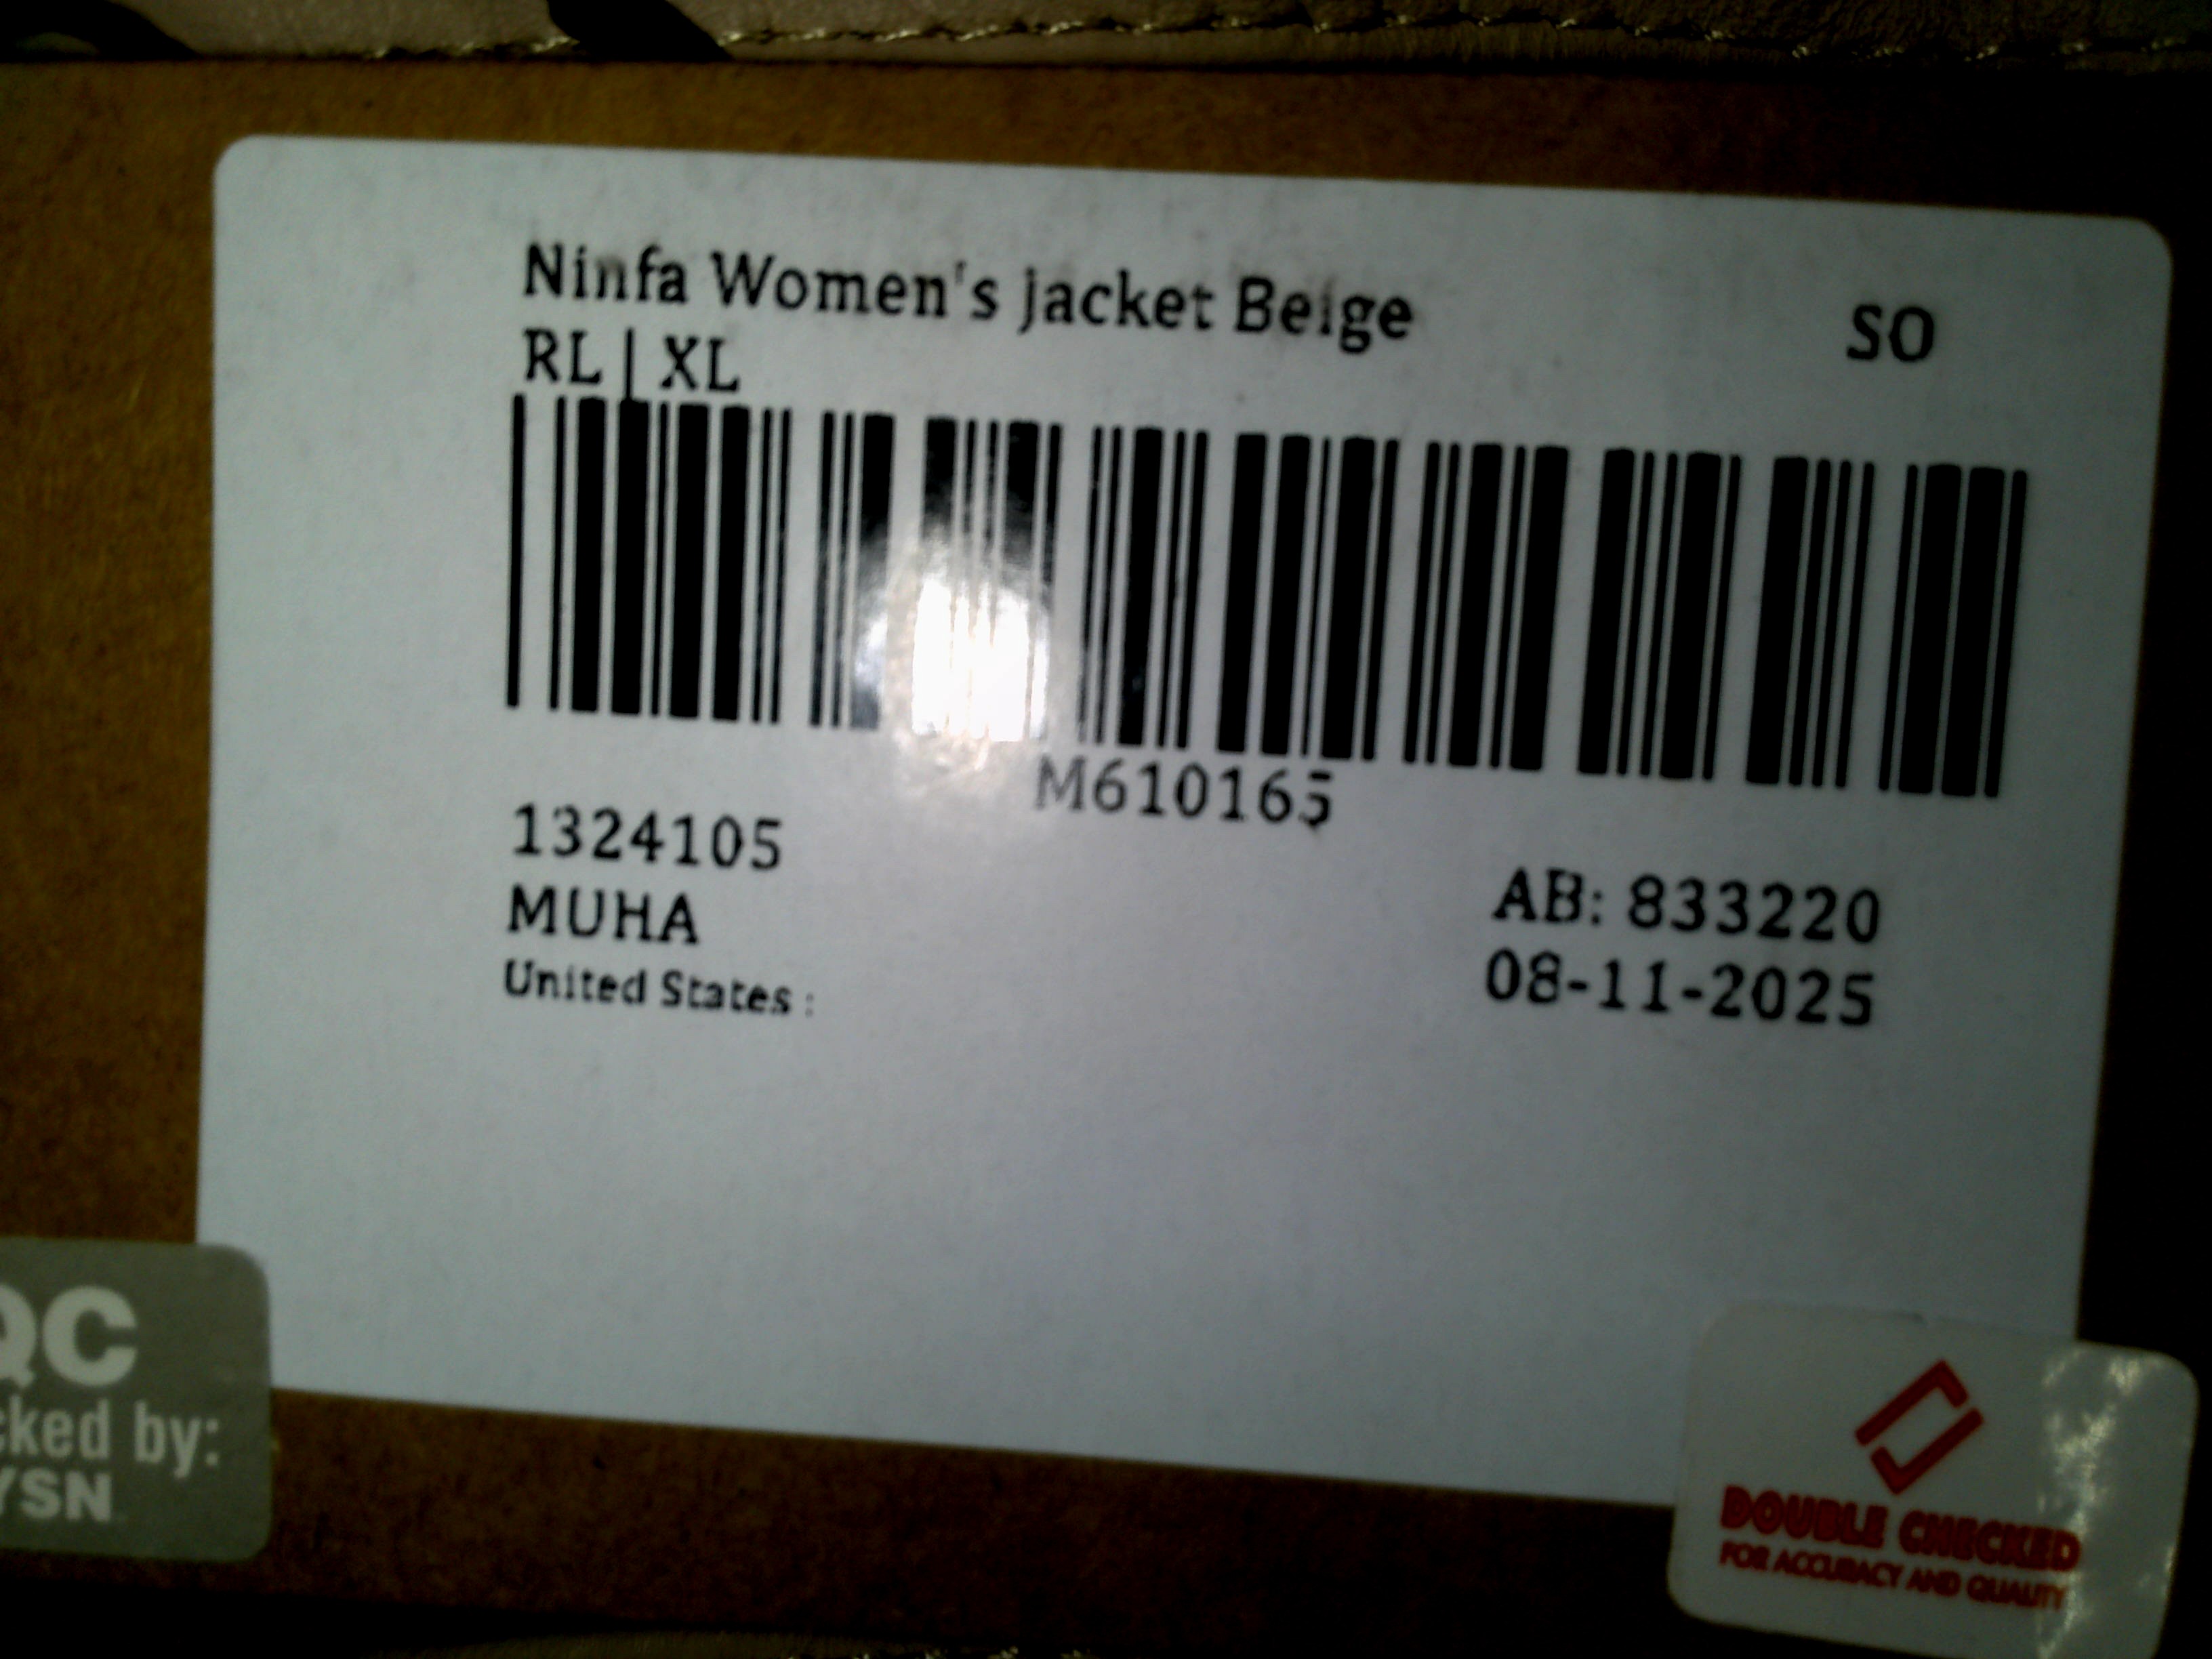 Ninfa Women's Jacket Beige
SO
RL | XL
M610165
1324105
MUHA
AB: 833220
United States :
08-11-2025
QC
cked by:
YSN
DOUBLE CHECKED
FOR ACCURACY AND QUALITY